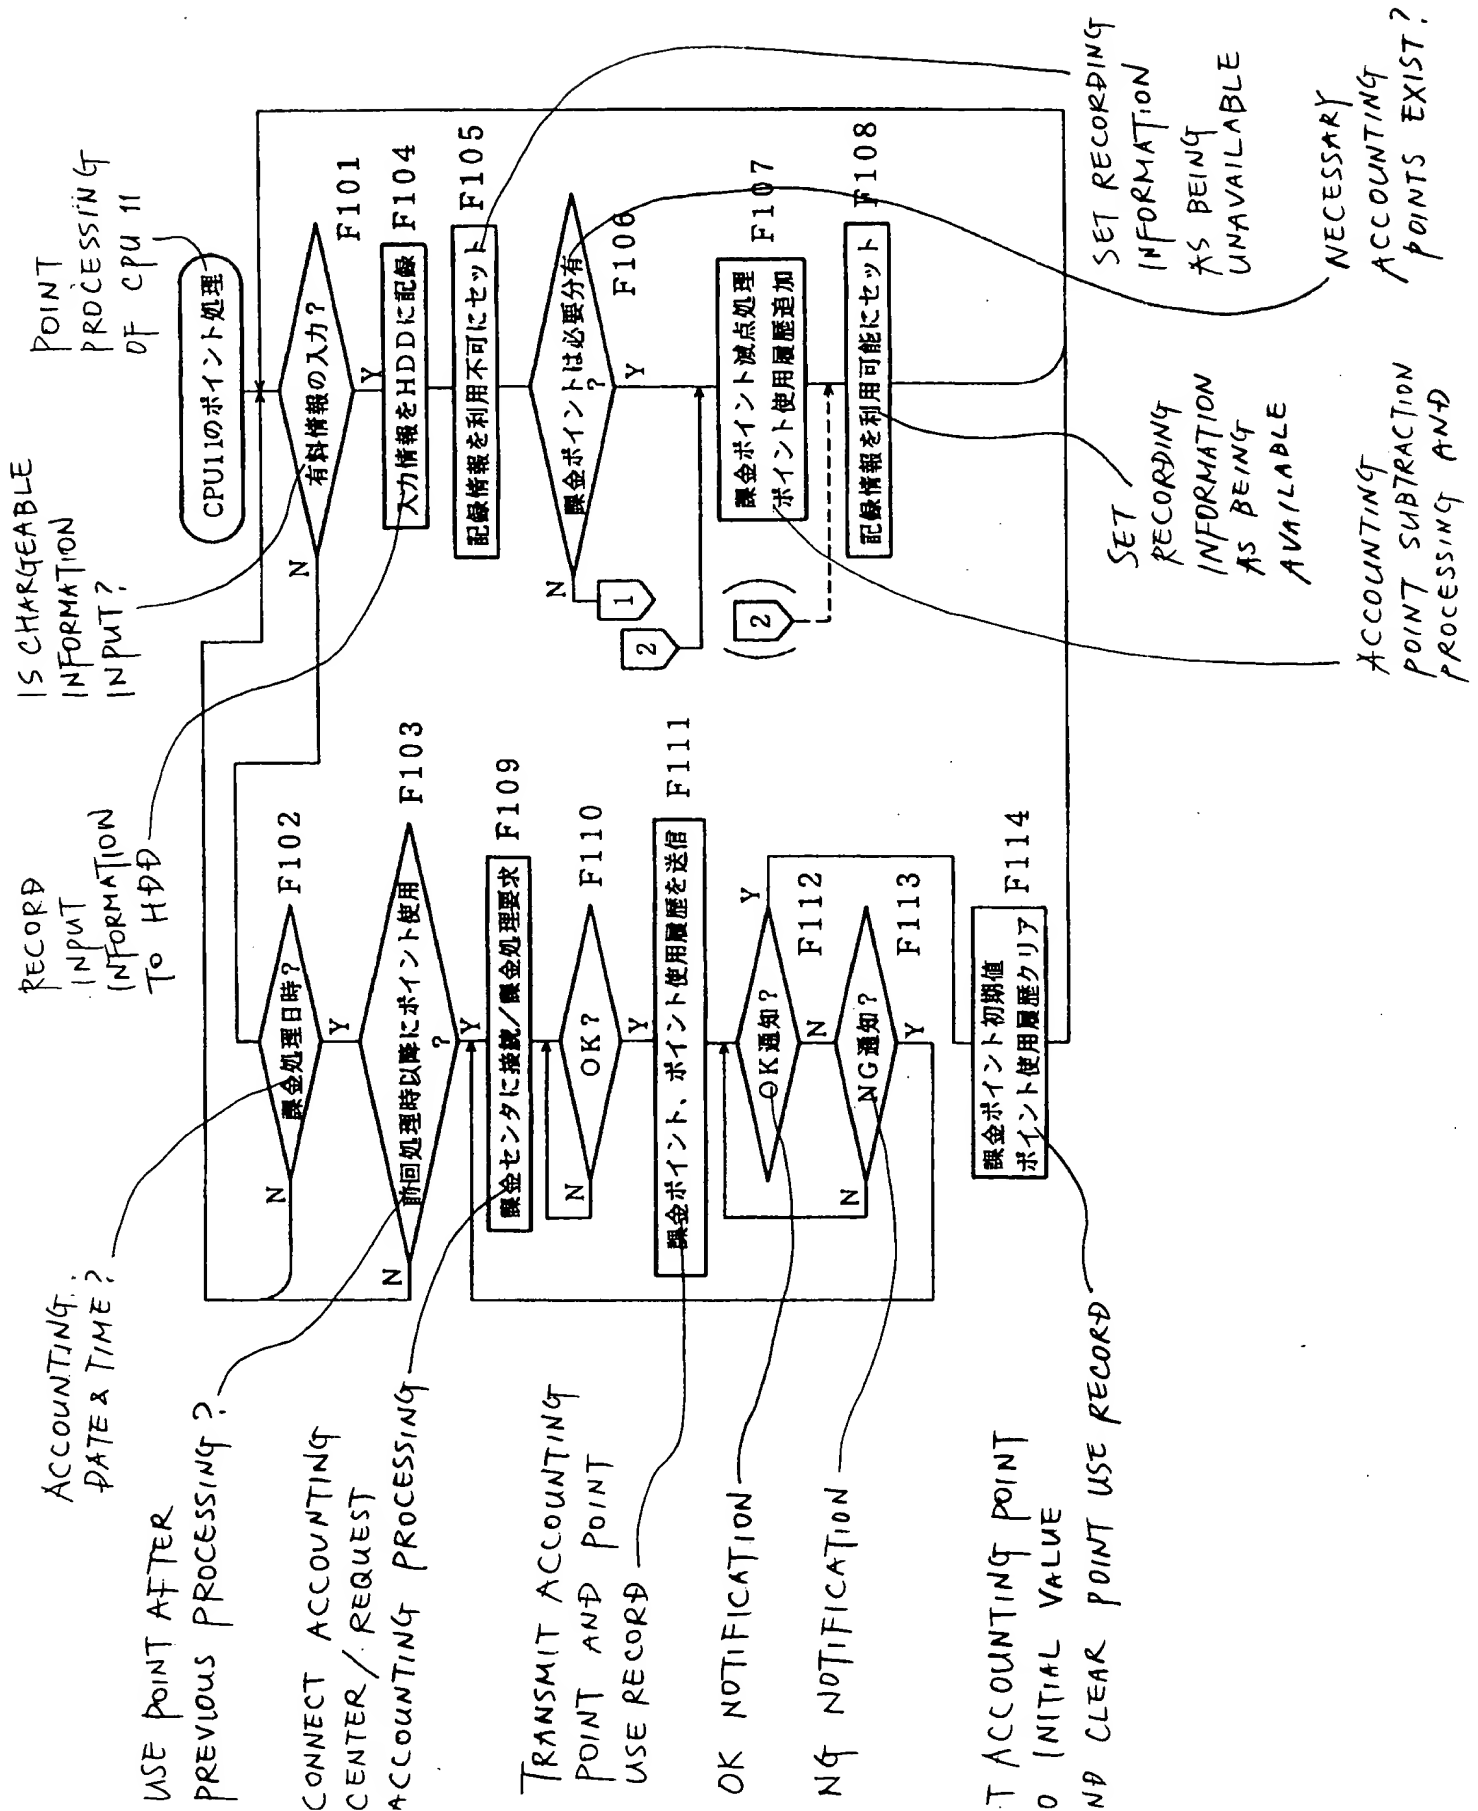 POINT
PROCESSING
OF CPU 11
CPU11のポイント処理
IS CHARGEABLE
INFORMATION
INPUT?
有料情報の入力?
F101
N
Y
RECORD
INPUT
INFORMATION
TO HDD
入力情報をHDDに記録
F104
記録情報を利用不可にセット
F105
SET RECORDING
INFORMATION
AS BEING
UNAVAILABLE
課金ポイントは必要分有
?
F106
N
Y
1
2
NECESSARY
ACCOUNTING
POINTS EXIST?
課金ポイント減点処理
ポイント使用履歴追加
F107
ACCOUNTING
POINT SUBTRACTION
PROCESSING AND
(2)
記録情報を利用可能にセット
F108
SET
RECORDING
INFORMATION
AS BEING
AVAILABLE
ACCOUNTING
DATE & TIME?
課金処理日時?
F102
N
Y
USE POINT AFTER
PREVIOUS PROCESSING?
前回処理時以降にポイント使用
?
F103
N
Y
CONNECT ACCOUNTING
CENTER/REQUEST
ACCOUNTING PROCESSING
課金センタに接続/課金処理要求
F109
OK?
F110
N
Y
TRANSMIT ACCOUNTING
POINT AND POINT
USE RECORD
課金ポイント、ポイント使用履歴を送信
F111
OK NOTIFICATION
OK通知?
F112
Y
N
NG NOTIFICATION
NG通知?
F113
N
Y
T ACCOUNTING POINT
O INITIAL VALUE
ND CLEAR POINT USE RECORD
課金ポイント初期値
ポイント使用履歴クリア
F114